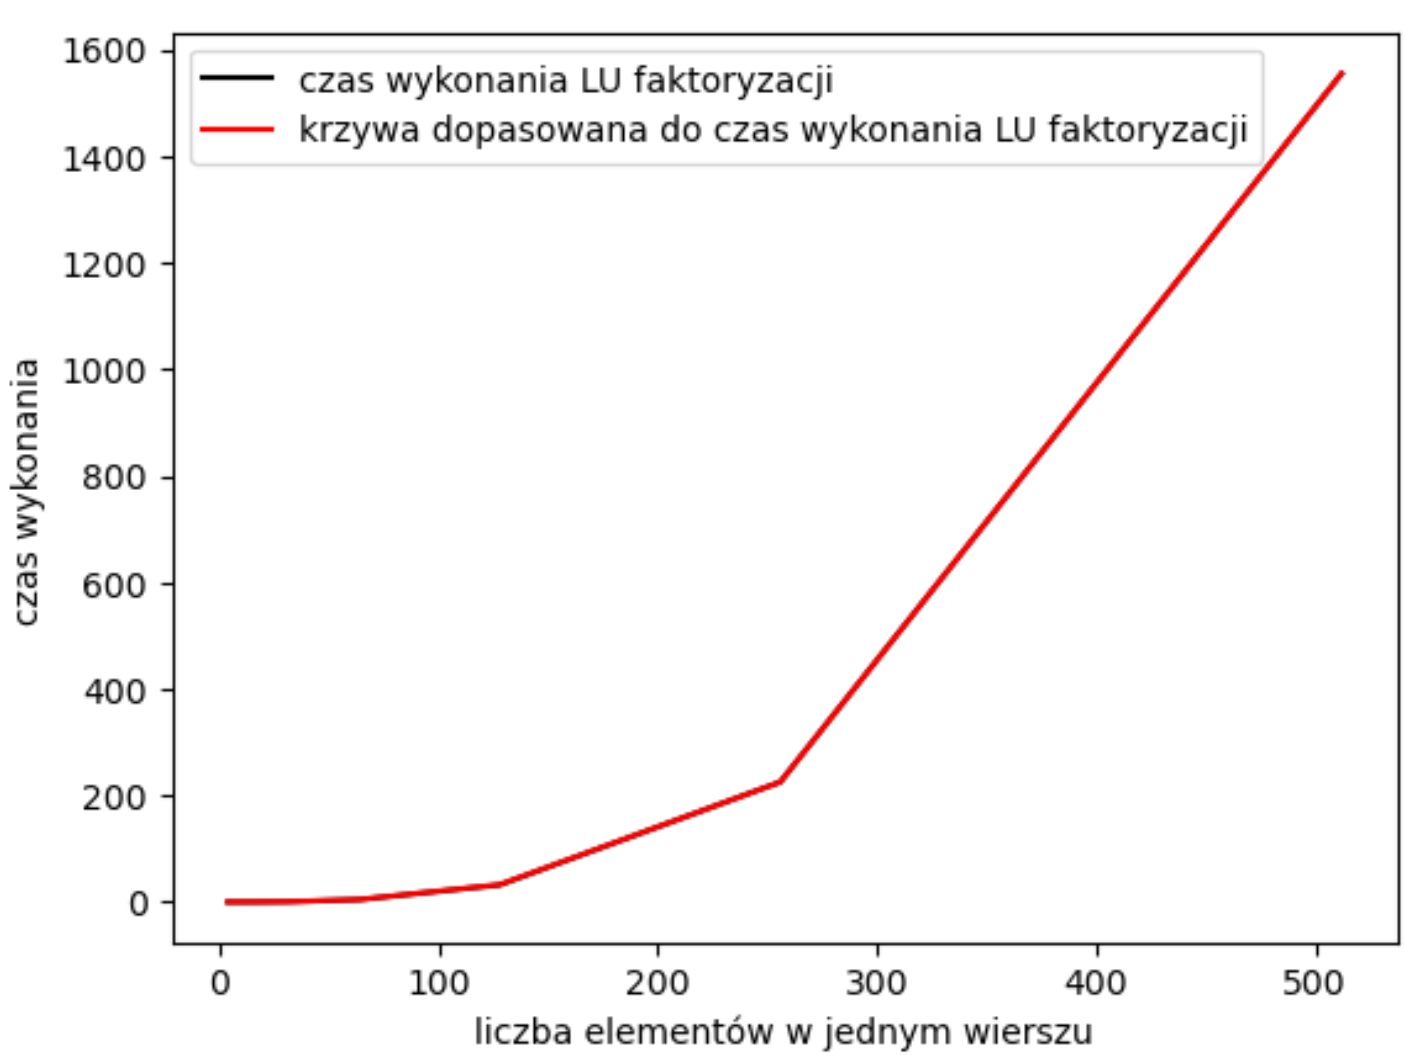 czas wykonania LU faktoryzacji
krzywa dopasowana do czas wykonania LU faktoryzacji
1600
1400
1200
1000
800
600
400
200
0
czas wykonania
0 100 200 300 400 500
liczba elementów w jednym wierszu